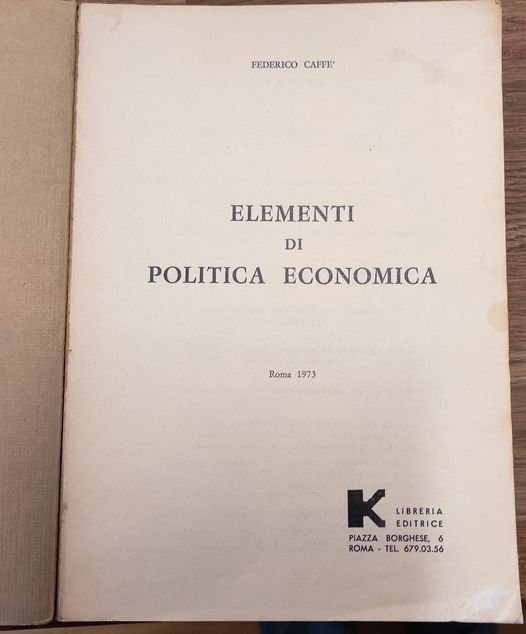 FEDERICO CAFFE'
ELEMENTI
DI
POLITICA ECONOMICA
Roma 1973
K LIBRERIA
EDITRICE
PIAZZA BORGHESE, 6
ROMA - TEL. 679.03.56